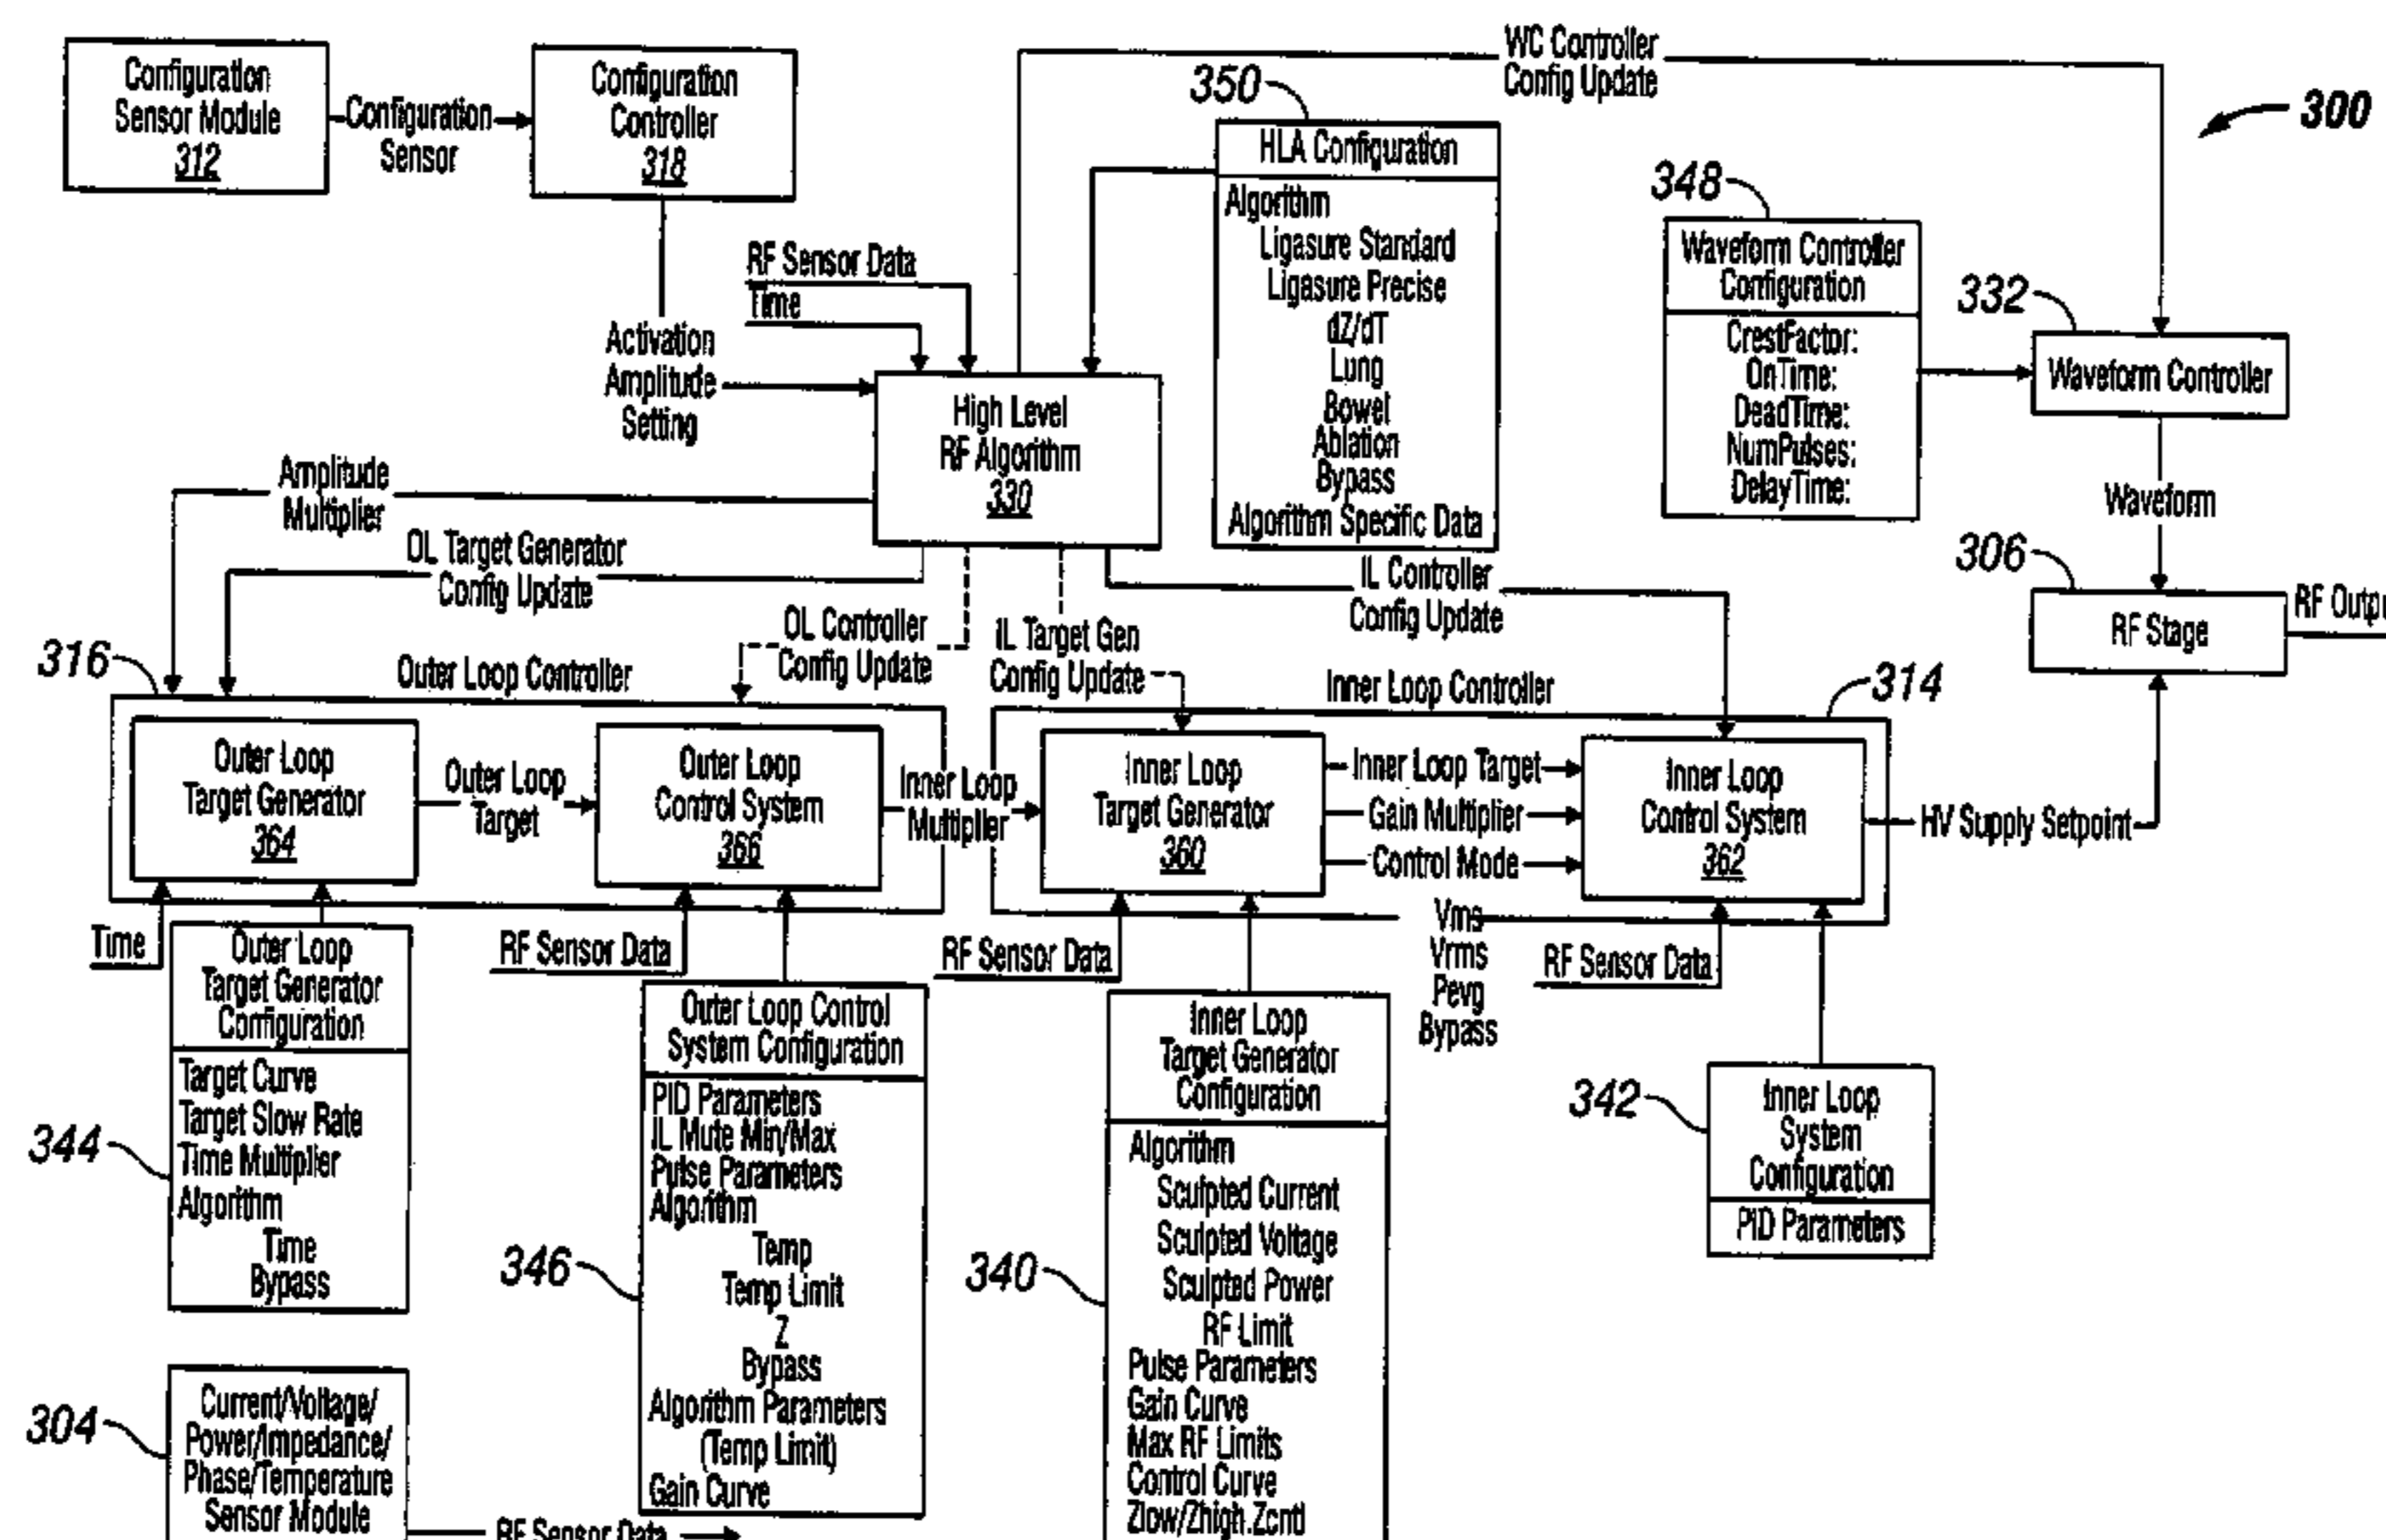 Configuration
Sensor Module
312
Configuration
Sensor
Configuration
Controller
318
WC Controller
Config Update
300
350
HLA Configuration
Algorithm
Ligasure Standard
Ligasure Precise
dZ/dT
Lung
Bowel
Ablation
Bypass
Algorithm Specific Data
348
Waveform Controller
Configuration
CrestFactor:
OnTime:
DeadTime:
NumPulses:
DelayTime:
332
Waveform Controller
Waveform
306
RF Stage
RF Outpu
RF Sensor Data
Time
Activation
Amplitude
Setting
High Level
RF Algorithm
330
Amplitude
Multiplier
OL Target Generator
Config Update
OL Controller
Config Update
IL Target Gen
Config Update
IL Controller
Config Update
316
Outer Loop Controller
Outer Loop
Target Generator
364
Outer Loop
Target
Outer Loop
Control System
366
Inner Loop
Multiplier
Inner Loop Controller
314
Inner Loop
Target Generator
360
Inner Loop Target
Gain Multiplier
Control Mode
Inner Loop
Control System
362
HV Supply Setpoint
Time
RF Sensor Data
RF Sensor Data
Vms
Vrms
Pevg
Bypass
RF Sensor Data
344
Outer Loop
Target Generator
Configuration
Target Curve
Target Slow Rate
Time Multiplier
Algorithm
Time
Bypass
346
Outer Loop Control
System Configuration
PID Parameters
IL Mute Min/Max
Pulse Parameters
Algorithm
Temp
Temp Limit
Z
Bypass
Algorithm Parameters
(Temp Limit)
Gain Curve
340
Inner Loop
Target Generator
Configuration
Algorithm
Sculpted Current
Sculpted Voltage
Sculpted Power
RF Limit
Pulse Parameters
Gain Curve
Max RF Limits
Control Curve
Zlow/Zhigh.Zcntl
342
Inner Loop
System
Configuration
PID Parameters
304
Current/Voltage/
Power/Impedance/
Phase/Temperature
Sensor Module
RF Sensor Data